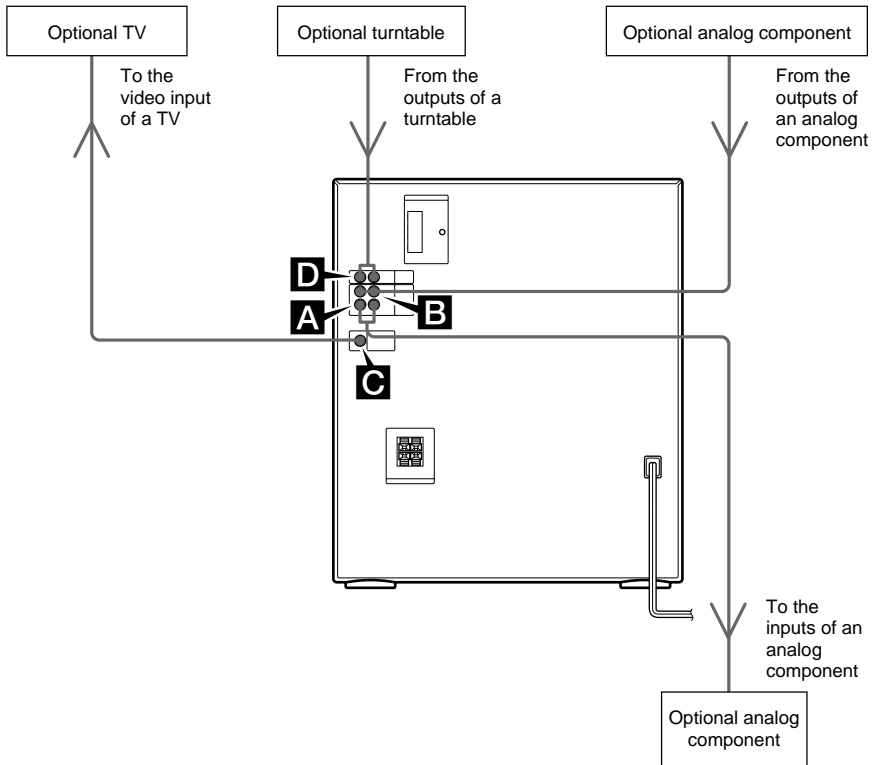 Optional TV
Optional turntable
Optional analog component
To the
video input
of a TV
From the
outputs of a
turntable
From the
outputs of
an analog
component
D
A
B
C
To the
inputs of an
analog
component
Optional analog
component